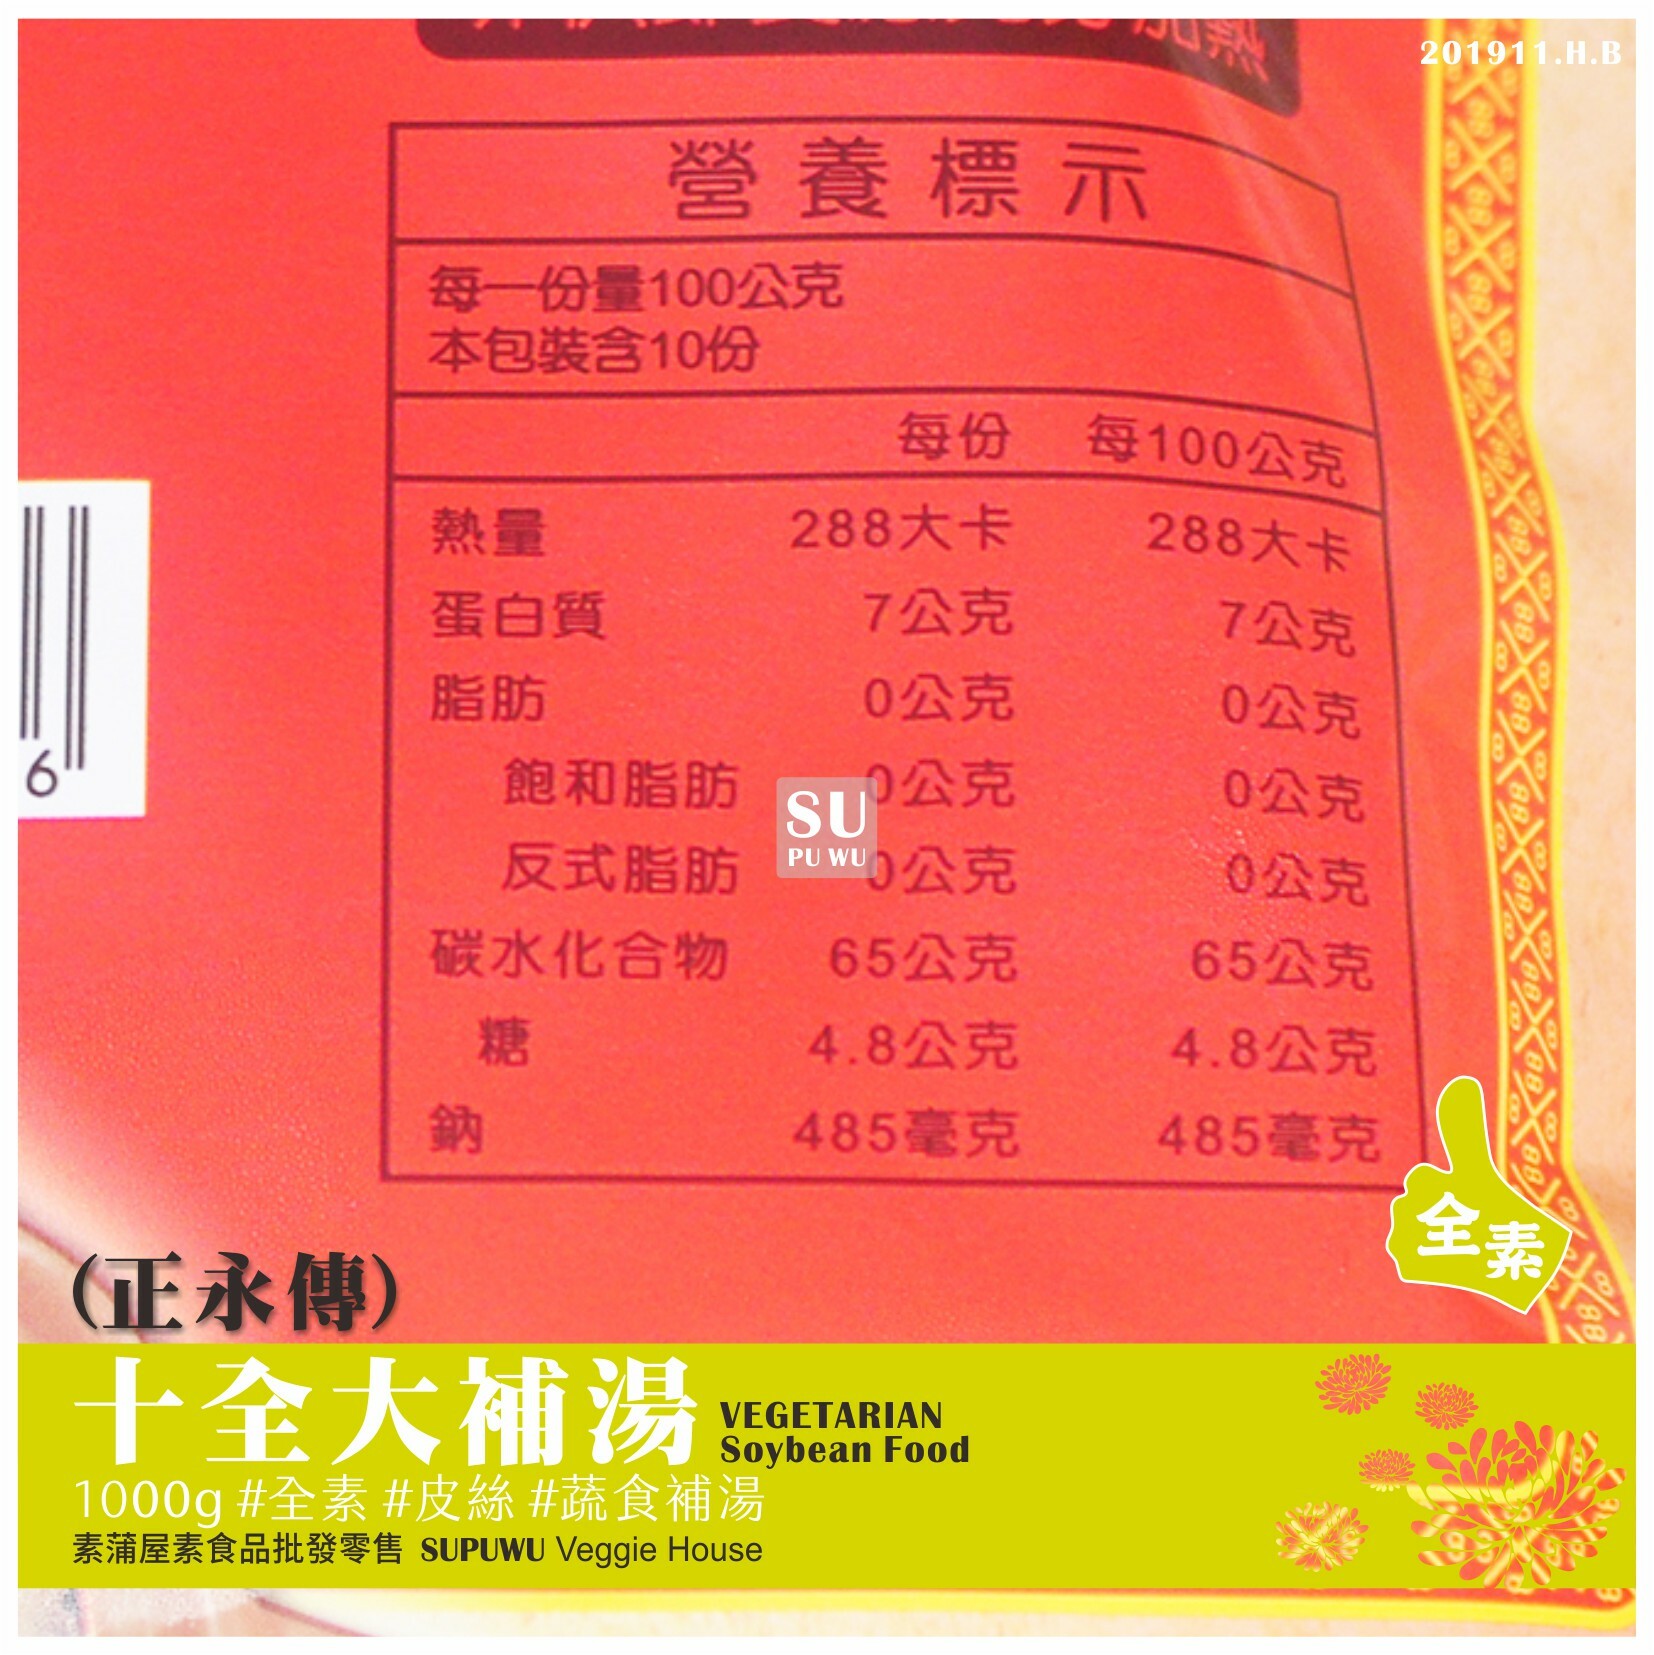 201911.H.B
加熱
營養標示
每一份量100公克
本包裝含10份
每份 每100公克
熱量 288大卡 288大卡
蛋白質 7公克 7公克
脂肪 0公克 0公克
飽和脂肪 0公克 0公克
反式脂肪 0公克 0公克
碳水化合物 65公克 65公克
糖 4.8公克 4.8公克
鈉 485毫克 485毫克
SU
PU WU
6
全素
(正永傳)
十全大補湯 VEGETARIAN
Soybean Food
1000g #全素 #皮絲 #蔬食補湯
素蒲屋素食品批發零售 SUPUWU Veggie House